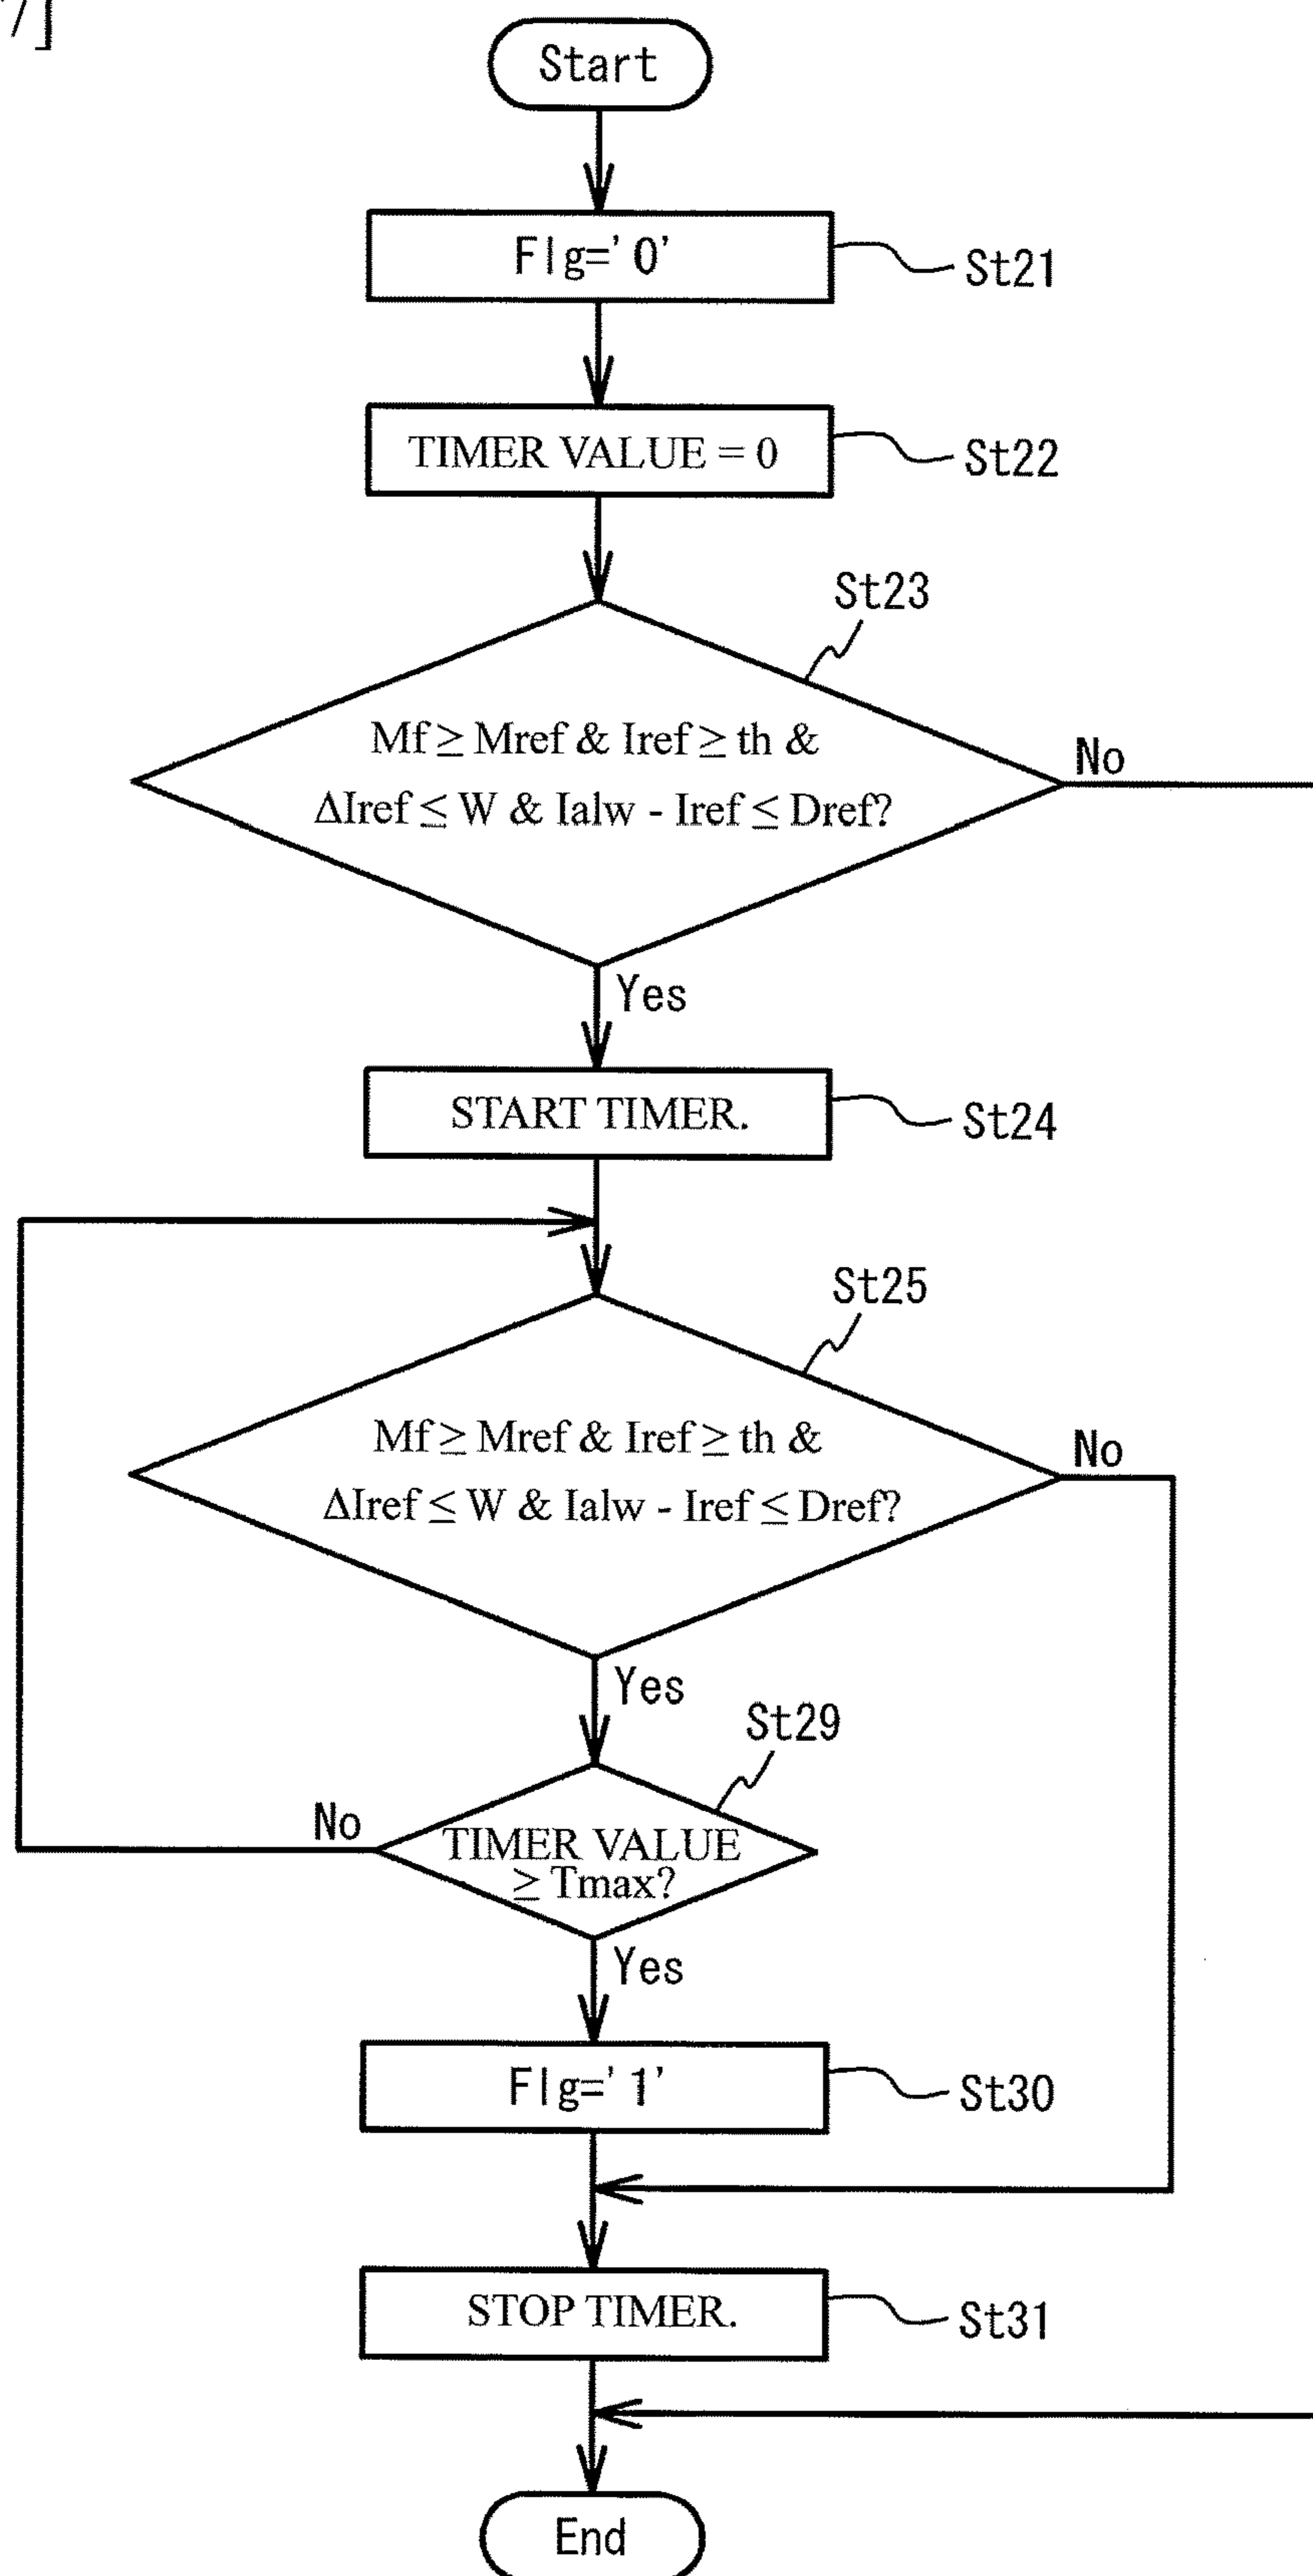 7]
Start
Flg='0'
St21
TIMER VALUE = 0
St22
St23
Mf ≥ Mref & Iref ≥ th &
ΔIref ≤ W & Ialw - Iref ≤ Dref?
No
Yes
START TIMER.
St24
St25
Mf ≥ Mref & Iref ≥ th &
ΔIref ≤ W & Ialw - Iref ≤ Dref?
No
Yes
St29
No
TIMER VALUE
≥ Tmax?
Yes
Flg='1'
St30
STOP TIMER.
St31
End